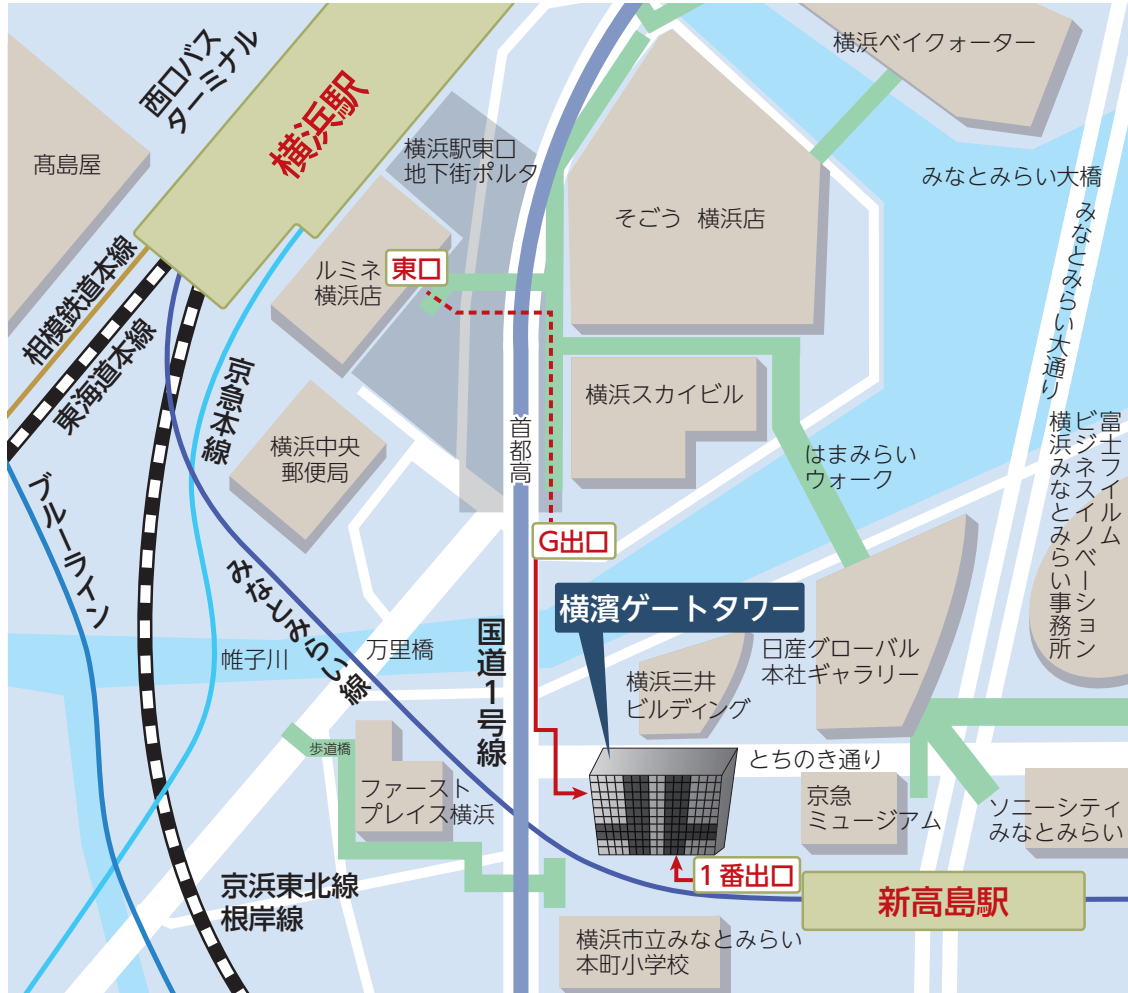 西口バス
ターミナル
横浜駅
髙島屋
横浜駅東口
地下街ポルタ
横浜ベイクォーター
みなとみらい大橋
みなとみらい大通り
そごう 横浜店
ルミネ
横浜店
東口
相模鉄道本線
東海道本線
京急本線
横浜中央
郵便局
首都高
横浜スカイビル
はまみらい
ウォーク
富士フイルム
ビジネスイノベーション
横浜みなとみらい事務所
ブルーライン
G出口
横濱ゲートタワー
みなとみらい線
万里橋
帷子川
国道1号線
横浜三井
ビルディング
日産グローバル
本社ギャラリー
歩道橋
ファースト
プレイス横浜
とちのき通り
京急
ミュージアム
ソニーシティ
みなとみらい
1番出口
新高島駅
京浜東北線
根岸線
横浜市立みなとみらい
本町小学校